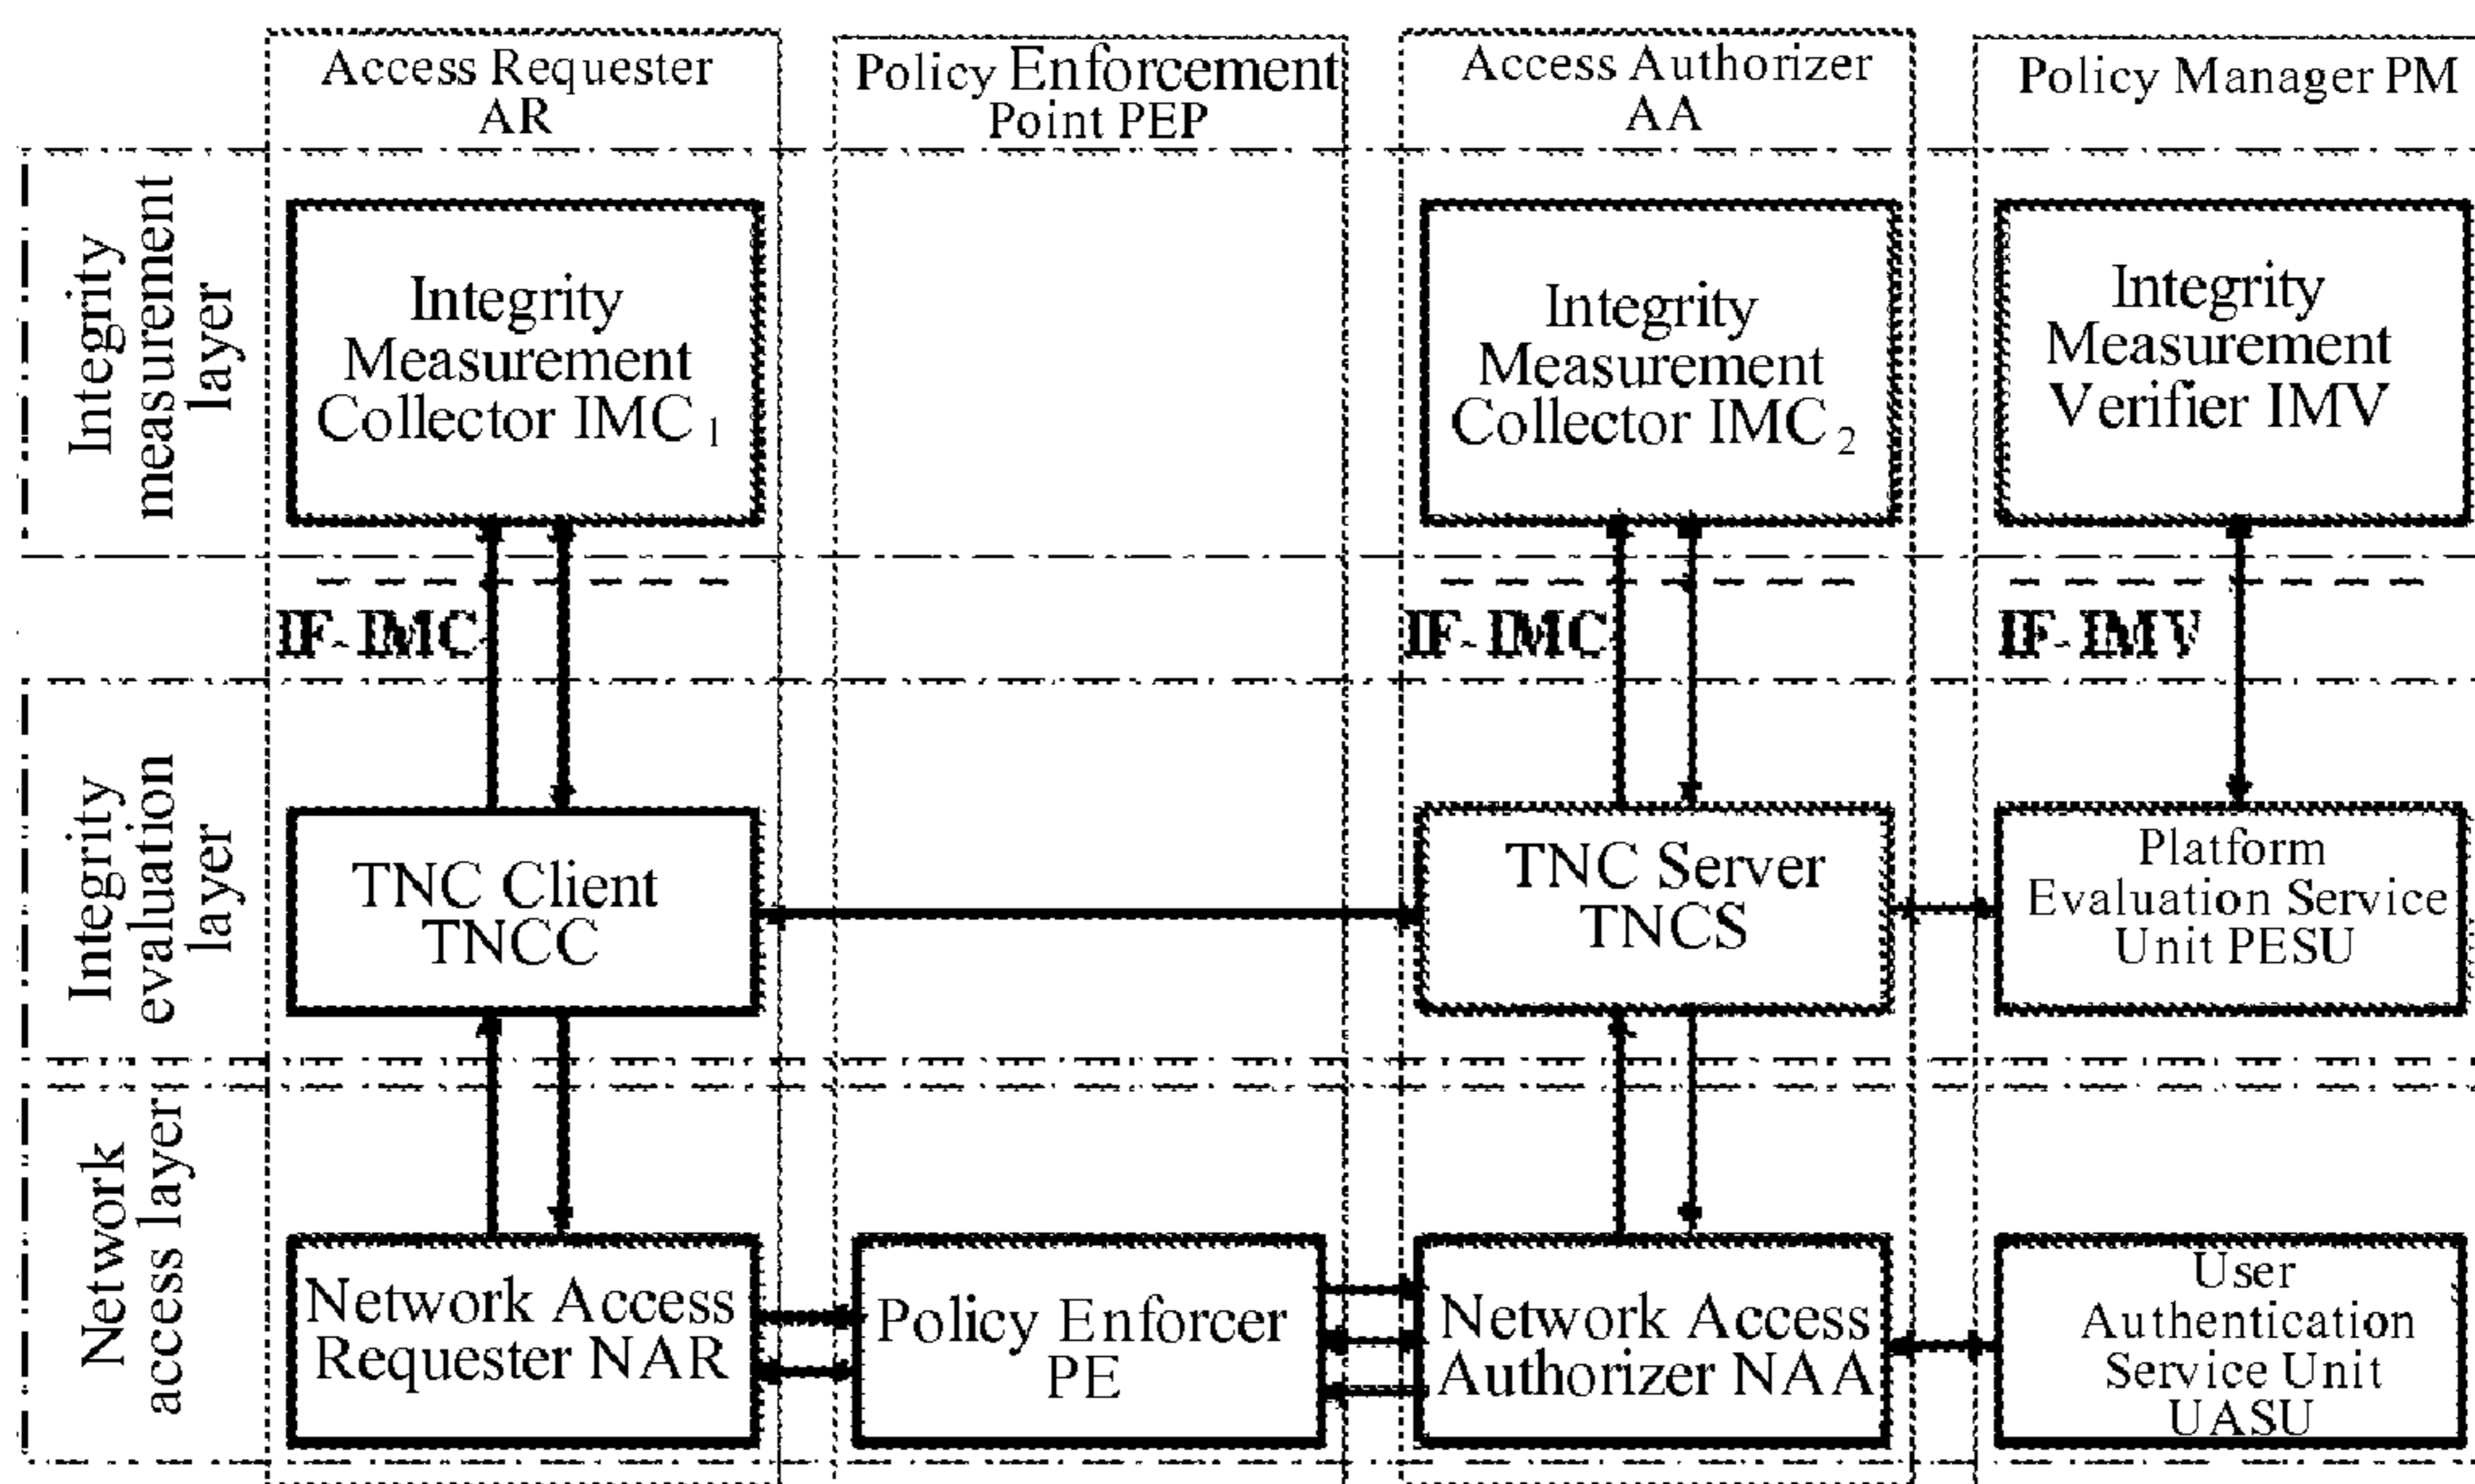 Access Requester
AR
Policy Enforcement
Point PEP
Access Authorizer
AA
Policy Manager PM
Integrity
measurement
layer
Integrity
Measurement
Collector IMC 1
Integrity
Measurement
Collector IMC 2
Integrity
Measurement
Verifier IMV
IF-IMC
IF-IMC
IF-IMV
Integrity
evaluation
layer
TNC Client
TNCC
TNC Server
TNCS
Platform
Evaluation Service
Unit PESU
Network
access layer
Network Access
Requester NAR
Policy Enforcer
PE
Network Access
Authorizer NAA
User
Authentication
Service Unit
UASU